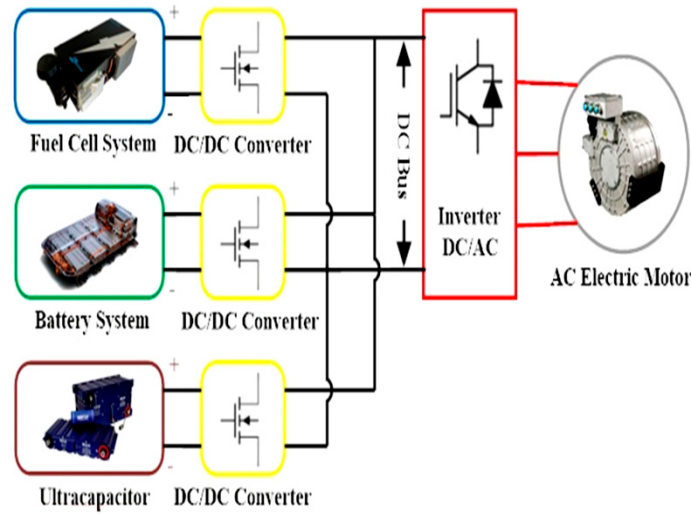 +
-
Fuel Cell System
DC/DC Converter
DC Bus
+
-
Inverter
DC/AC
AC Electric Motor
Battery System
DC/DC Converter
+
-
Ultracapacitor
DC/DC Converter